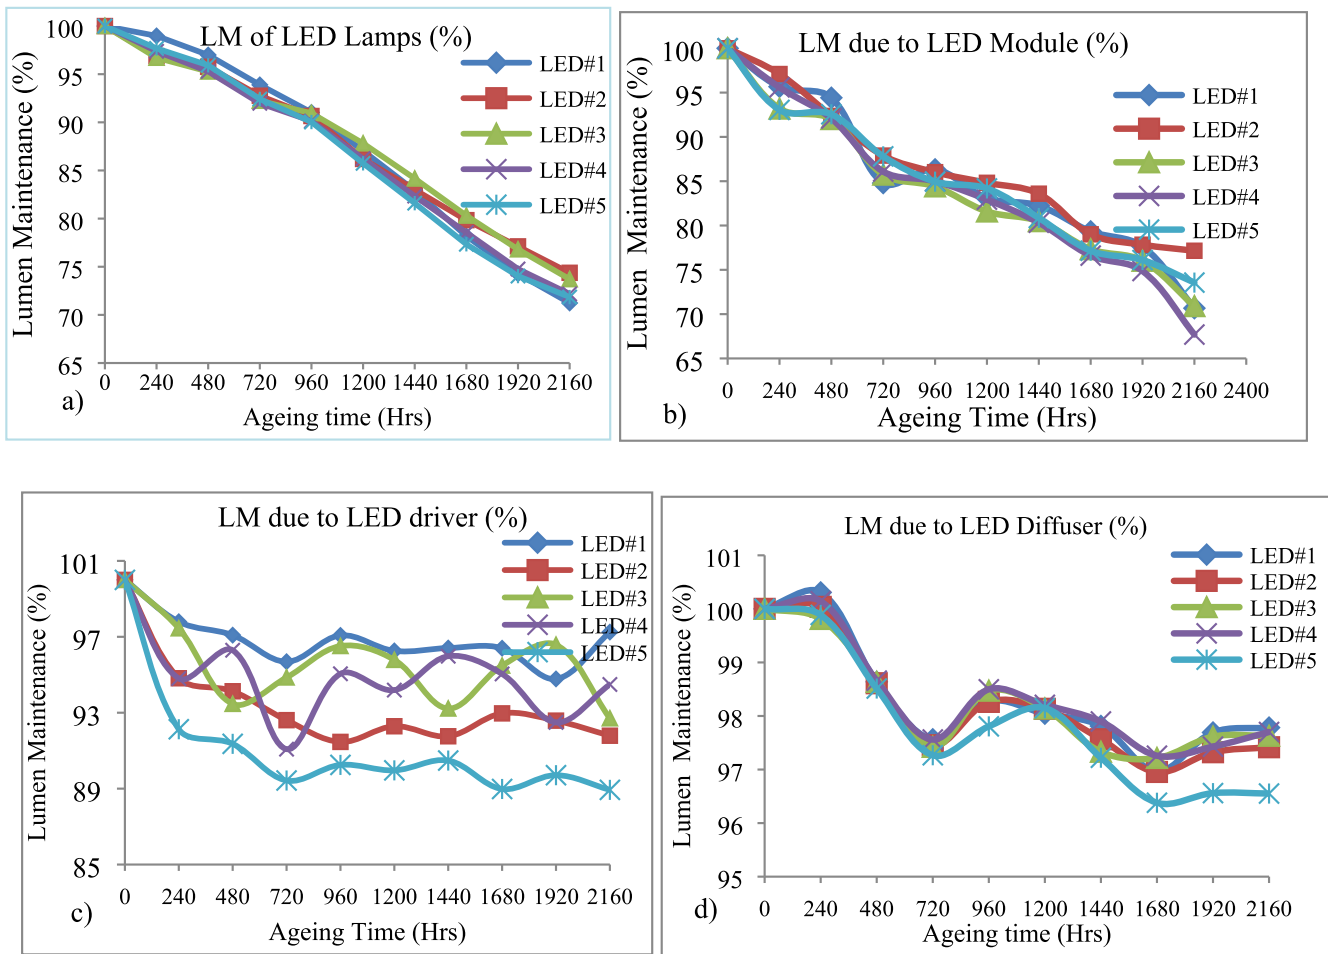 LM of LED Lamps (%)
Lumen Maintenance (%)
100
95
90
85
80
75
70
65
0 240 480 720 960 1200 1440 1680 1920 2160
Ageing time (Hrs)
a)
LED#1
LED#2
LED#3
LED#4
LED#5
LM due to LED Module (%)
Lumen Maintenance (%)
100
95
90
85
80
75
70
65
0 240 480 720 960 1200 1440 1680 1920 2160 2400
Ageing Time (Hrs)
b)
LED#1
LED#2
LED#3
LED#4
LED#5
LM due to LED driver (%)
Lumen Maintenance (%)
101
97
93
89
85
0 240 480 720 960 1200 1440 1680 1920 2160
Ageing Time (Hrs)
c)
LED#1
LED#2
LED#3
LED#4
LED#5
LM due to LED Diffuser (%)
Lumen Maintenance (%)
101
100
99
98
97
96
95
0 240 480 720 960 1200 1440 1680 1920 2160
Ageing time (Hrs)
d)
LED#1
LED#2
LED#3
LED#4
LED#5